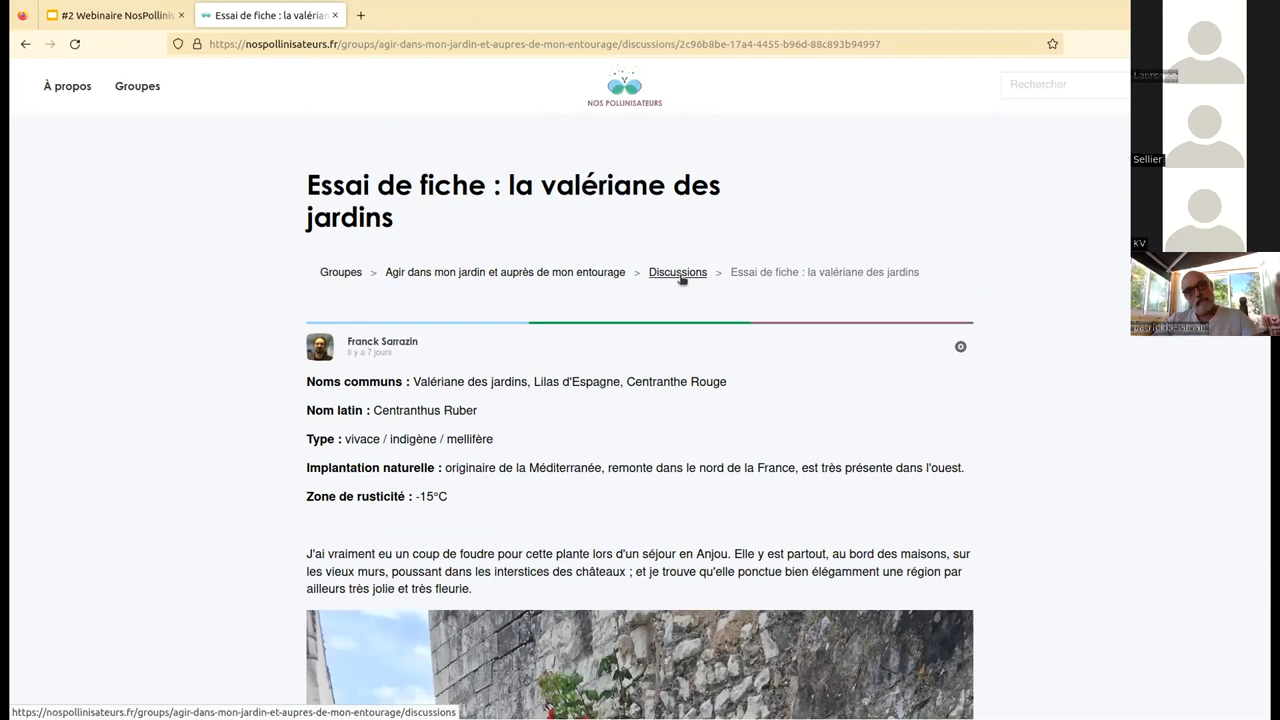 #2 Webinaire NosPollinis
Essai de fiche : la valérian
https://nospollinisateurs.fr/groups/agir-dans-mon-jardin-et-aupres-de-mon-entourage/discussions/2c96b8be-17a4-4455-b96d-88c893b94997
À propos
Groupes
NOS POLLINISATEURS
Rechercher
Sellier
KV
Essai de fiche : la valériane des
jardins
Groupes > Agir dans mon jardin et auprès de mon entourage > Discussions > Essai de fiche : la valériane des jardins
Franck Sarrazin
Il y a 7 jours
Noms communs : Valériane des jardins, Lilas d'Espagne, Centranthe Rouge
Nom latin : Centranthus Ruber
Type : vivace / indigène / mellifère
Implantation naturelle : originaire de la Méditerranée, remonte dans le nord de la France, est très présente dans l'ouest.
Zone de rusticité : -15°C
J'ai vraiment eu un coup de foudre pour cette plante lors d'un séjour en Anjou. Elle y est partout, au bord des maisons, sur
les vieux murs, poussant dans les interstices des châteaux ; et je trouve qu'elle ponctue bien élégamment une région par
ailleurs très jolie et très fleurie.
https://nospollinisateurs.fr/groups/agir-dans-mon-jardin-et-aupres-de-mon-entourage/discussions